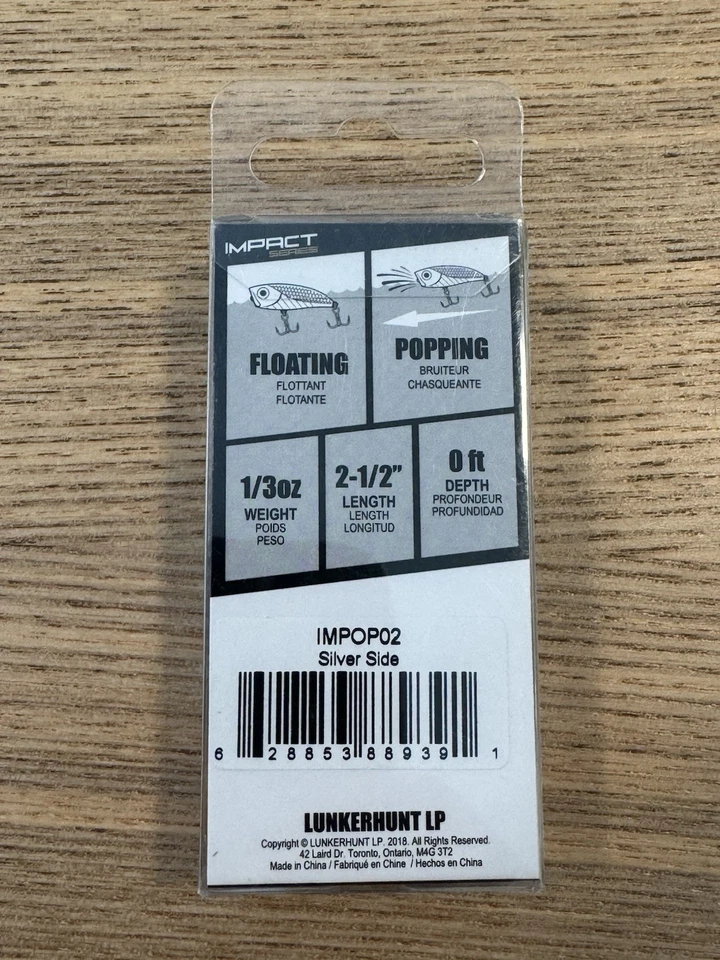 IMPACT
SERIES
FLOATING
FLOTTANT
FLOTANTE
POPPING
BRUITEUR
CHASQUEANTE
1/3oz
WEIGHT
POIDS
PESO
2-1/2”
LENGTH
LENGTH
LONGITUD
0 ft
DEPTH
PROFONDEUR
PROFUNDIDAD
IMPOP02
Silver Side
6 28853 88939 1
LUNKERHUNT LP
Copyright © LUNKERHUNT LP. 2018. All Rights Reserved.
42 Laird Dr. Toronto, Ontario, M4G 3T2
Made in China / Fabriqué en Chine / Hechos en China